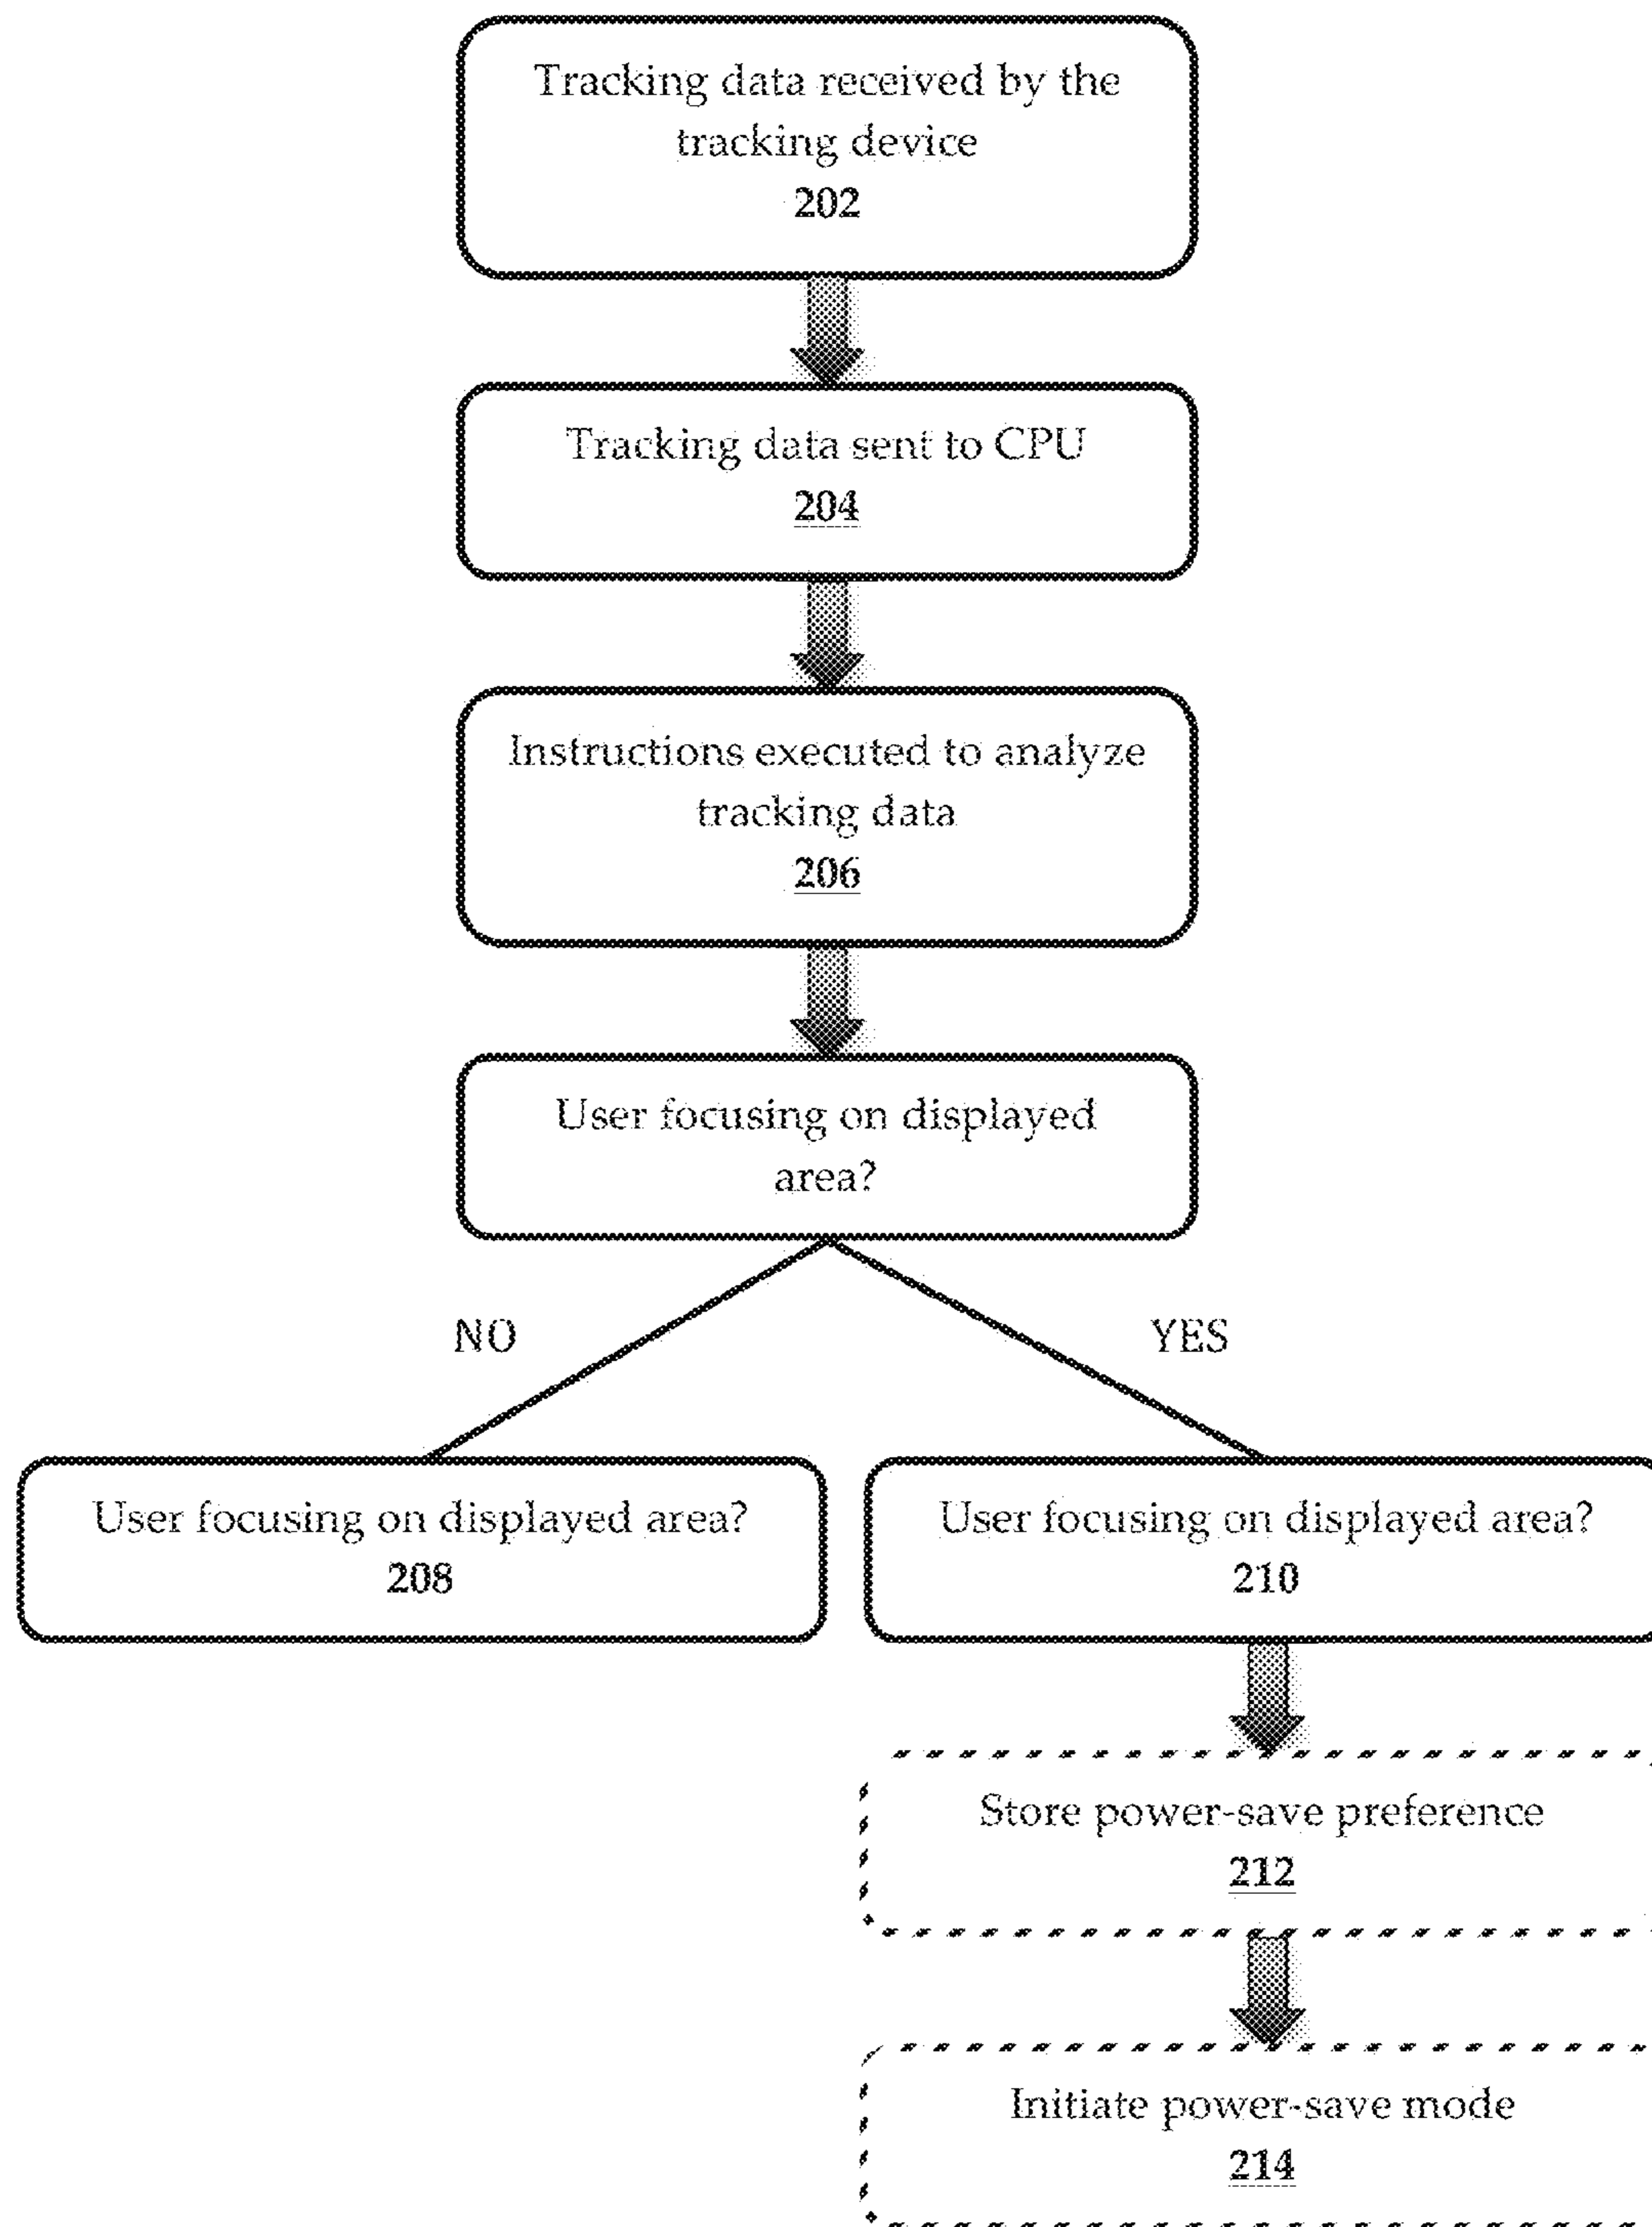 Tracking data received by the
tracking device
202
Tracking data sent to CPU
204
Instructions executed to analyze
tracking data
206
User focusing on displayed
area?
NO
YES
User focusing on displayed area?
208
User focusing on displayed area?
210
Store power-save preference
212
Initiate power-save mode
214